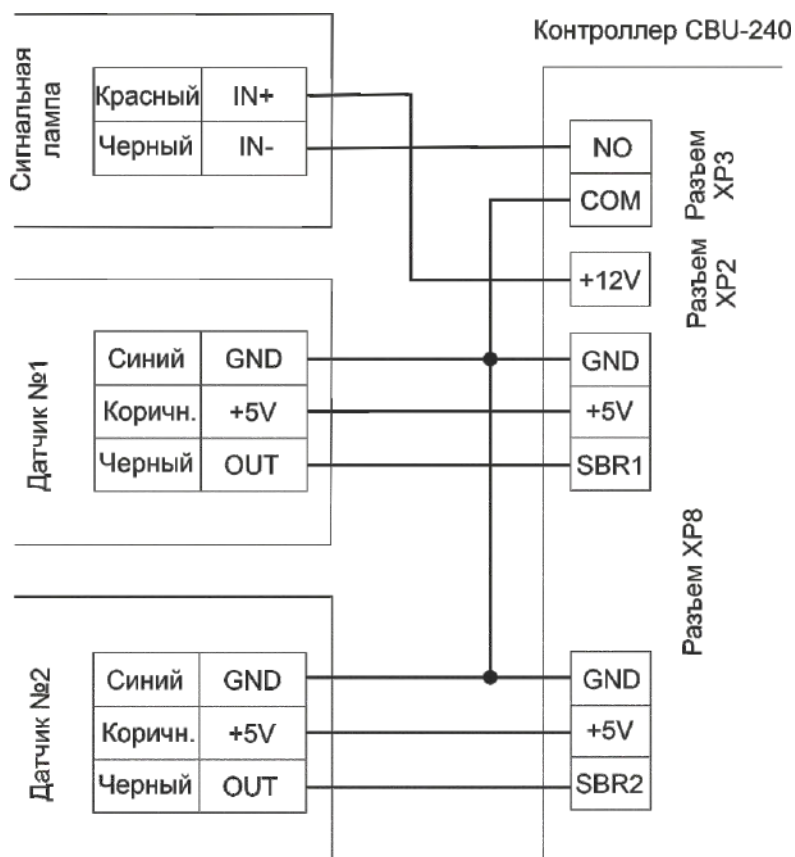 Контроллер CBU-240
Сигнальная
лампа
Красный IN+
Черный IN-
NO
COM
Разъем
XP3
+12V
Разъем
XP2
Датчик №1
Синий GND
Коричн. +5V
Черный OUT
GND
+5V
SBR1
Разъем XP8
Датчик №2
Синий GND
Коричн. +5V
Черный OUT
GND
+5V
SBR2